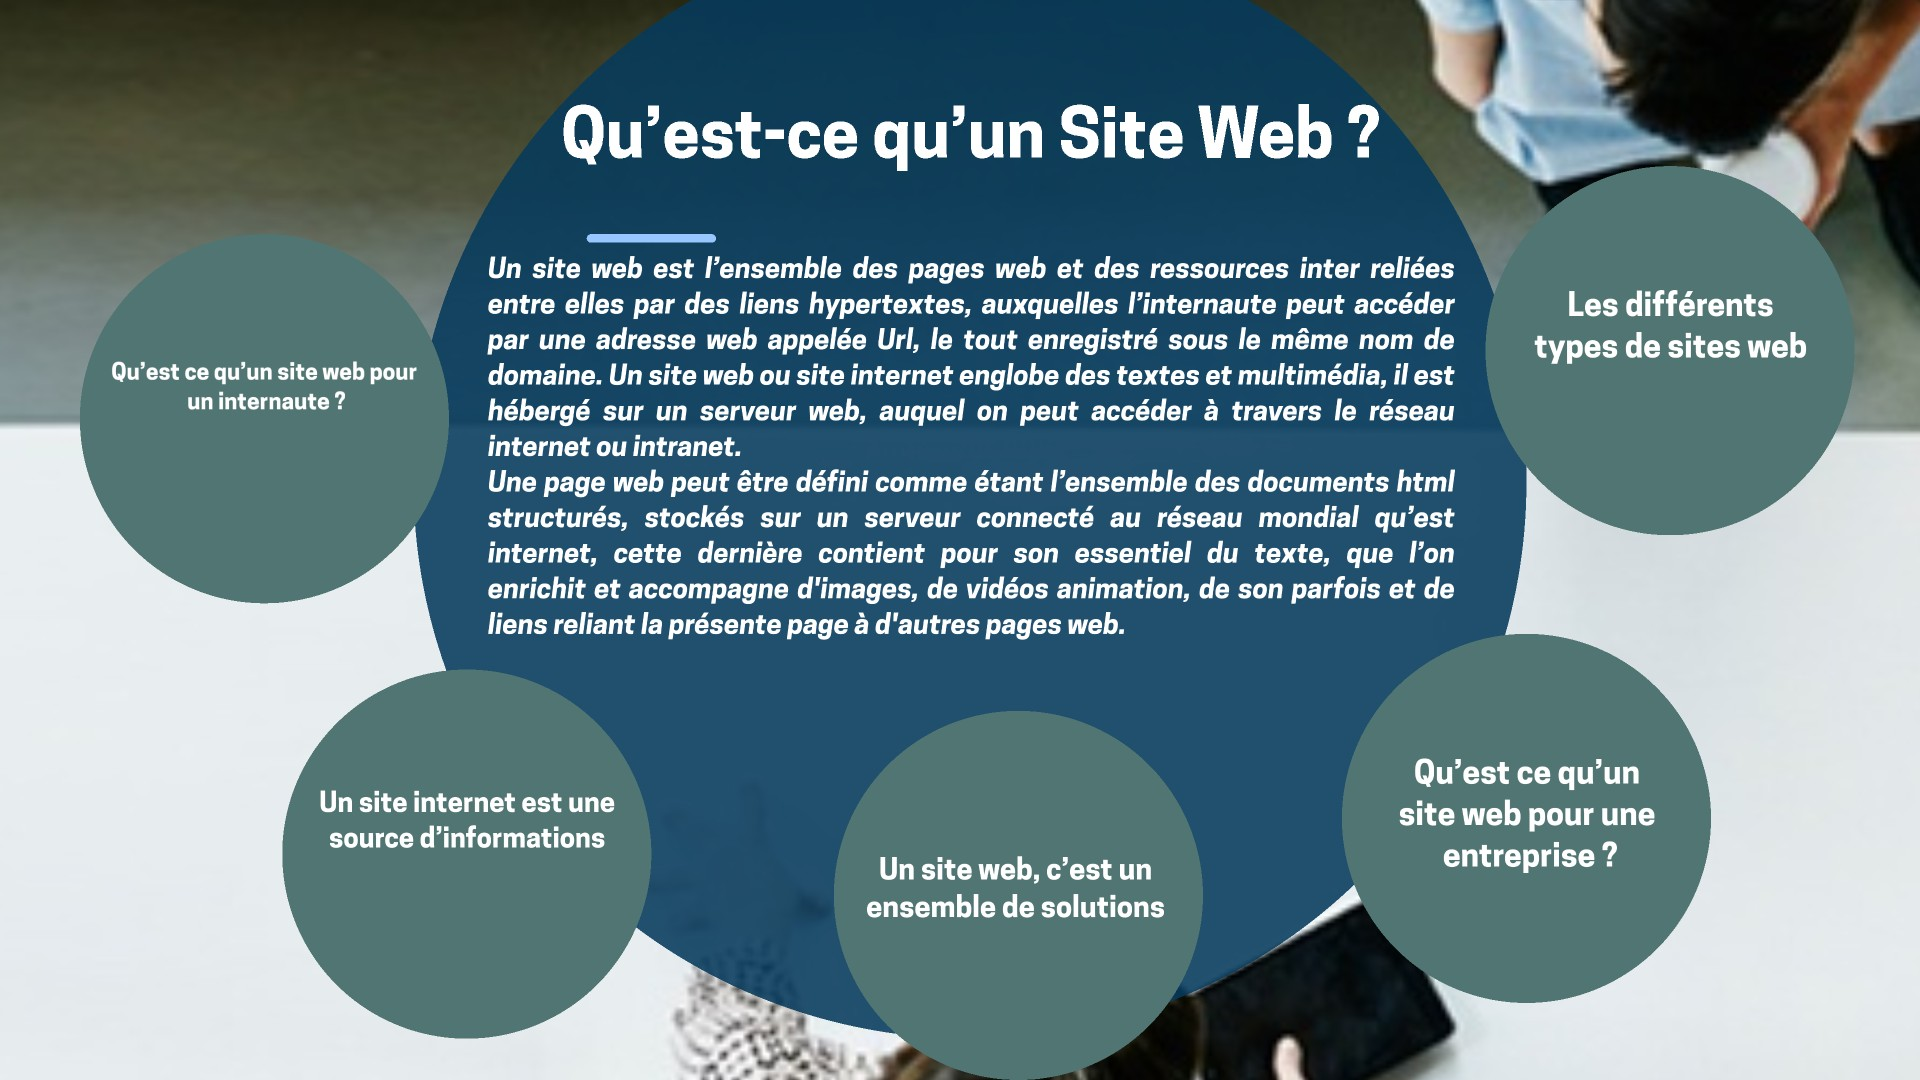 Qu’est-ce qu’un Site Web ?
Un site web est l’ensemble des pages web et des ressources inter reliées
entre elles par des liens hypertextes, auxquelles l’internaute peut accéder
par une adresse web appelée Url, le tout enregistré sous le même nom de
domaine. Un site web ou site internet englobe des textes et multimédia, il est
hébergé sur un serveur web, auquel on peut accéder à travers le réseau
internet ou intranet.
Une page web peut être défini comme étant l’ensemble des documents html
structurés, stockés sur un serveur connecté au réseau mondial qu’est
internet, cette dernière contient pour son essentiel du texte, que l’on
enrichit et accompagne d'images, de vidéos animation, de son parfois et de
liens reliant la présente page à d'autres pages web.
Qu’est ce qu’un site web pour
un internaute ?
Un site internet est une
source d’informations
Un site web, c’est un
ensemble de solutions
Qu’est ce qu’un
site web pour une
entreprise ?
Les différents
types de sites web